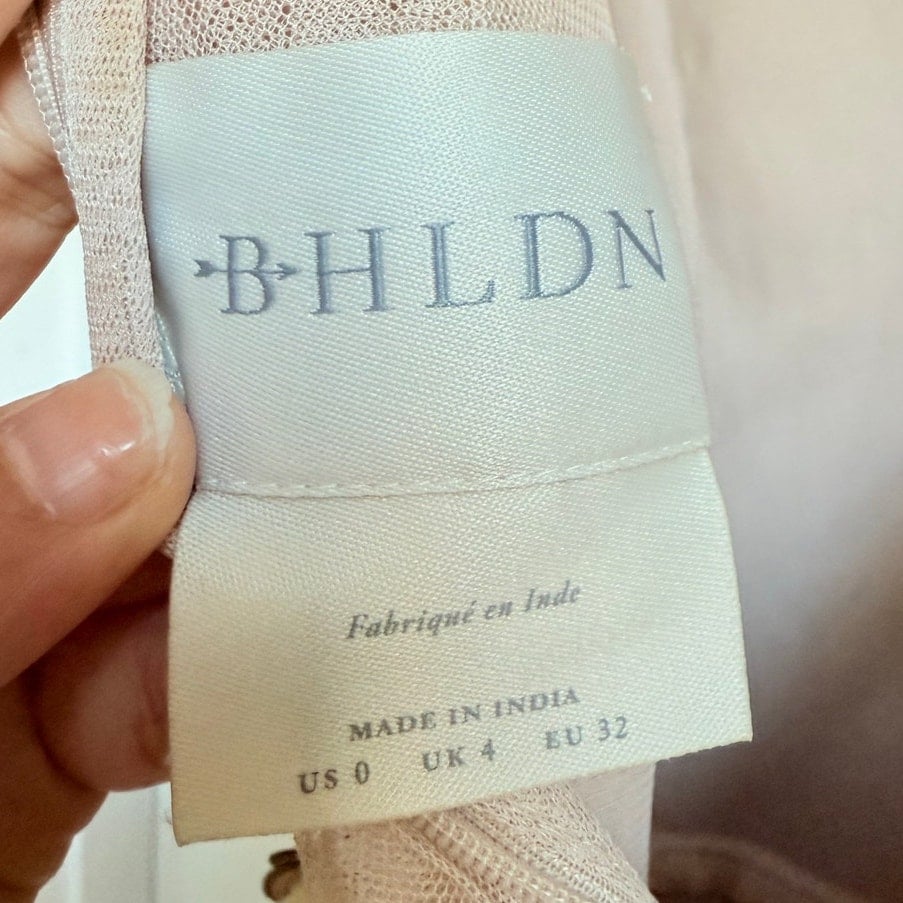 BHLDN
Fabriqué en Inde
MADE IN INDIA
US 0 UK 4 EU 32